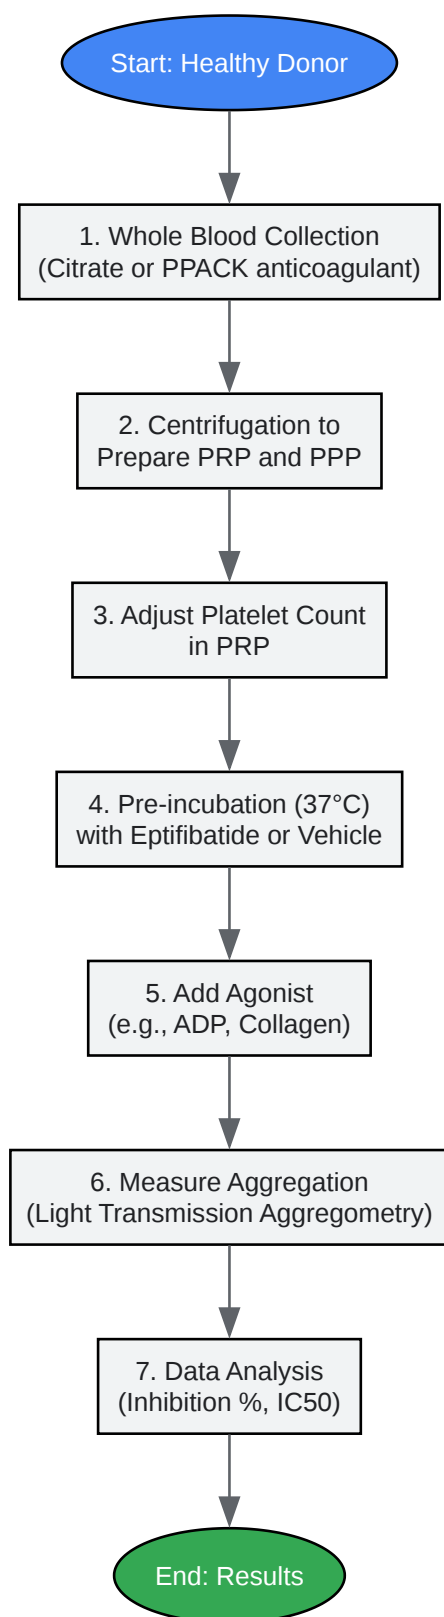 Start: Healthy Donor
1. Whole Blood Collection
(Citrate or PPACK anticoagulant)
2. Centrifugation to
Prepare PRP and PPP
3. Adjust Platelet Count
in PRP
4. Pre-incubation (37°C)
with Eptifibatide or Vehicle
5. Add Agonist
(e.g., ADP, Collagen)
6. Measure Aggregation
(Light Transmission Aggregometry)
7. Data Analysis
(Inhibition %, IC50)
End: Results